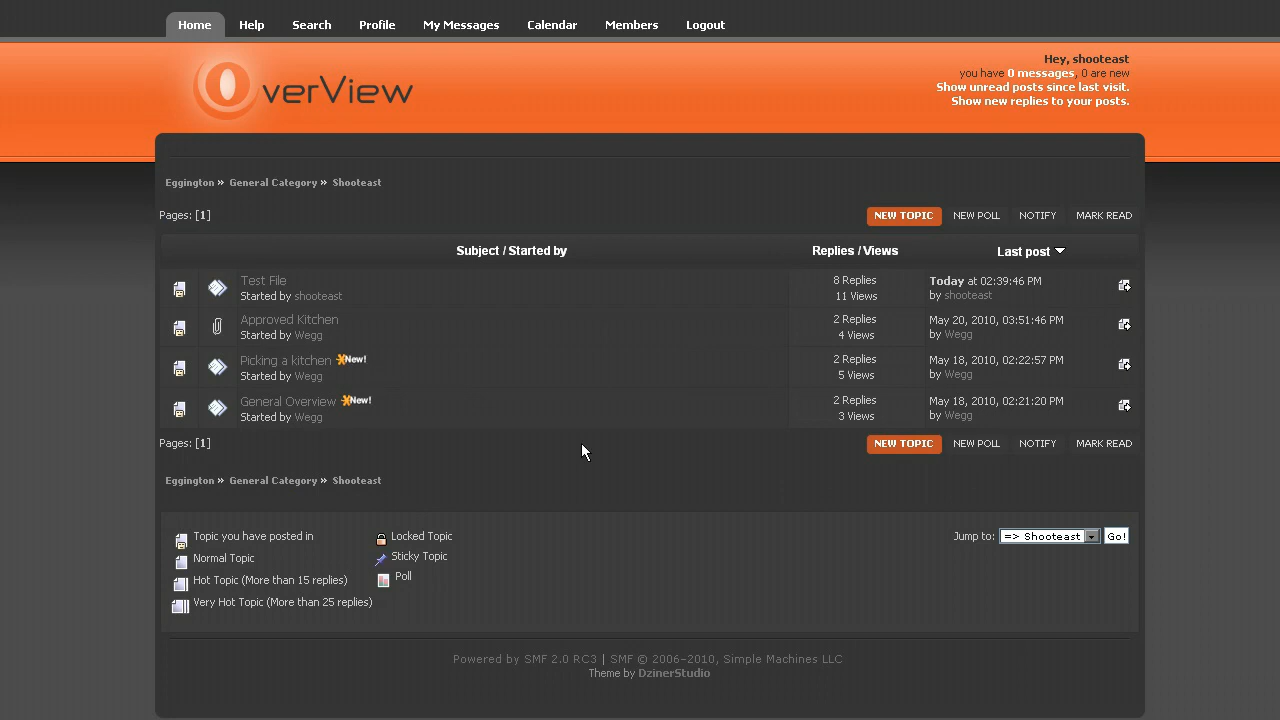 Home Help Search Profile My Messages Calendar Members Logout
OverView
Hey, shooteast
you have 0 messages, 0 are new
Show unread posts since last visit.
Show new replies to your posts.
Eggington » General Category » Shooteast
Pages: [1]
NEW TOPIC NEW POLL NOTIFY MARK READ
Subject / Started by Replies / Views Last post
Test File
Started by shooteast
8 Replies
11 Views
Today at 02:39:46 PM
by shooteast
Approved Kitchen
Started by Wegg
2 Replies
4 Views
May 20, 2010, 03:51:46 PM
by Wegg
Picking a kitchen New!
Started by Wegg
2 Replies
5 Views
May 18, 2010, 02:22:57 PM
by Wegg
General Overview New!
Started by Wegg
2 Replies
3 Views
May 18, 2010, 02:21:20 PM
by Wegg
Pages: [1]
NEW TOPIC NEW POLL NOTIFY MARK READ
Eggington » General Category » Shooteast
Topic you have posted in
Normal Topic
Hot Topic (More than 15 replies)
Very Hot Topic (More than 25 replies)
Locked Topic
Sticky Topic
Poll
Jump to: => Shooteast Go!
Powered by SMF 2.0 RC3 | SMF © 2006–2010, Simple Machines LLC
Theme by DzinerStudio